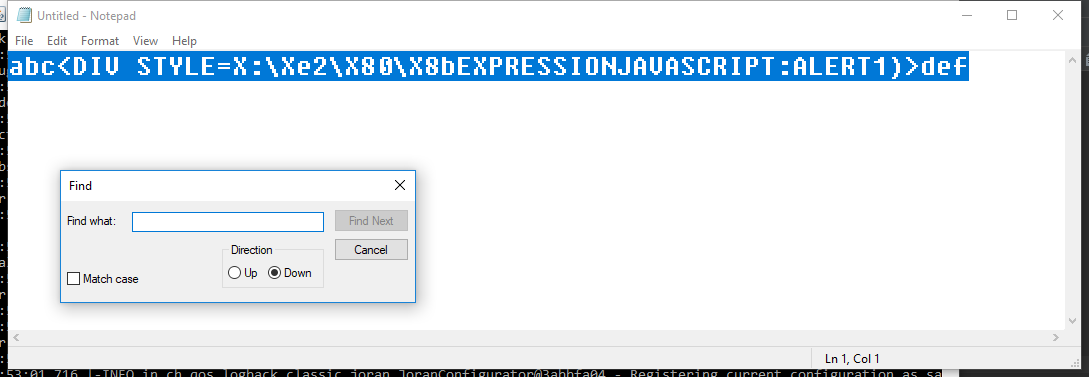 Untitled - Notepad
File Edit Format View Help
abc<DIV STYLE=X:\Xe2\X80\X8bEXPRESSIONJAVASCRIPT:ALERT1)>def
Find
Find what:
Find Next
Direction
Cancel
Up
Down
Match case
Ln 1, Col 1
:53:01,716 |-INFO in ch.qos.logback.classic.joran.JoranConfigurator@3abbfa04 - Registering current configuration as sa